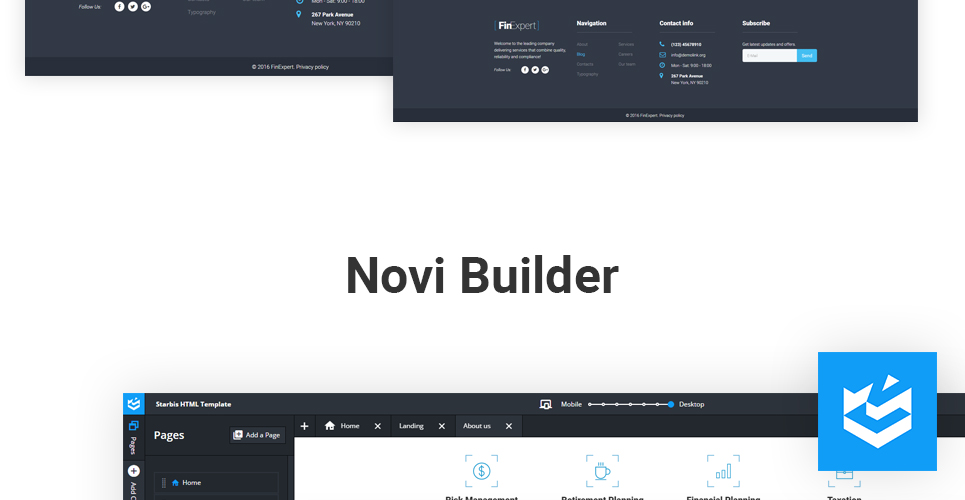 Mon - Sat: 9:00 - 18:00
Follow Us:
Typography
267 Park Avenue
New York, NY 90210
© 2016 FinExpert. Privacy policy
[FinExpert]
Navigation
Contact info
Subscribe
Welcome to the leading company
delivering services that combine quality,
reliability and compliance!
About
Services
(123) 45678910
Get latest updates and offers.
Blog
Careers
info@demolink.org
E-mail
Send
Contacts
Our team
Mon - Sat: 9:00 - 18:00
Follow Us:
Typography
267 Park Avenue
New York, NY 90210
© 2016 FinExpert. Privacy policy
Novi Builder
Starbis HTML Template
Mobile
Desktop
Pages
Pages
Add a Page
Home
Landing
About us
Home
Add C
Risk Management
Retirement Planning
Financial Planning
Taxation